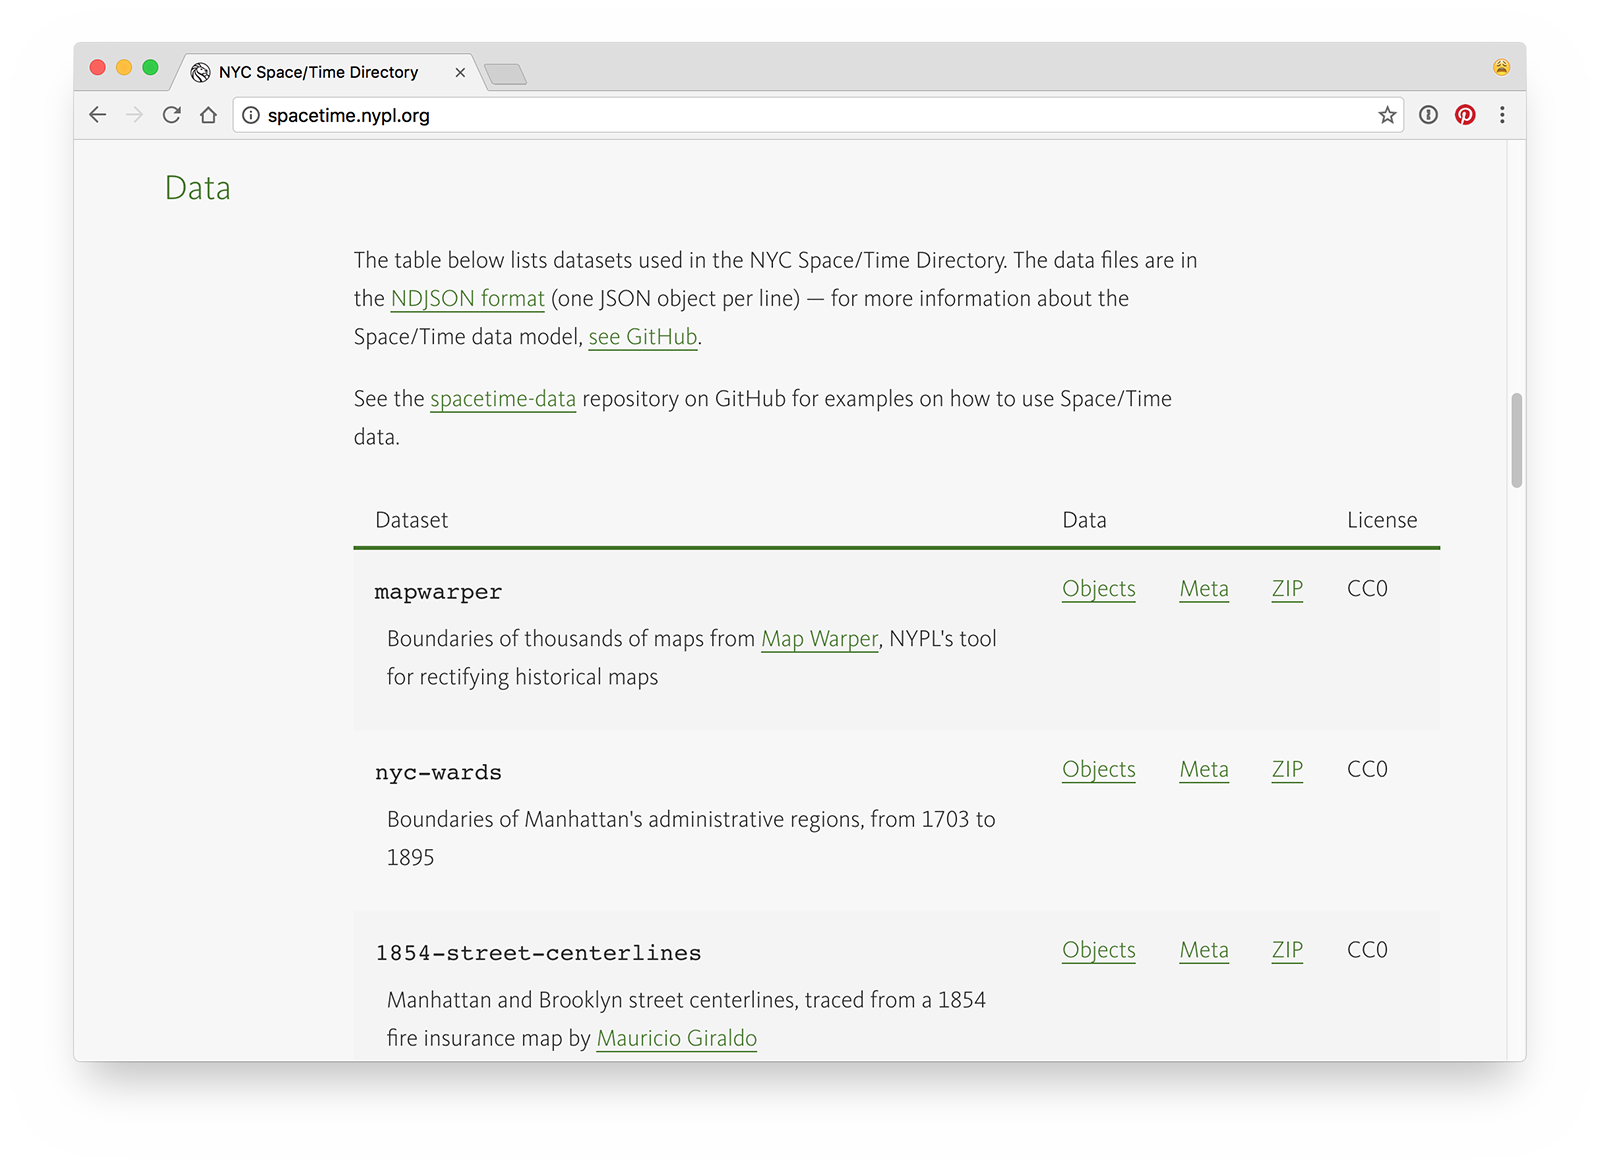 NYC Space/Time Directory
spacetime.nypl.org
Data
The table below lists datasets used in the NYC Space/Time Directory. The data files are in
the NDJSON format (one JSON object per line) — for more information about the
Space/Time data model, see GitHub.
See the spacetime-data repository on GitHub for examples on how to use Space/Time
data.
Dataset Data License
mapwarper Objects Meta ZIP CC0
Boundaries of thousands of maps from Map Warper, NYPL's tool
for rectifying historical maps
nyc-wards Objects Meta ZIP CC0
Boundaries of Manhattan's administrative regions, from 1703 to
1895
1854-street-centerlines Objects Meta ZIP CC0
Manhattan and Brooklyn street centerlines, traced from a 1854
fire insurance map by Mauricio Giraldo